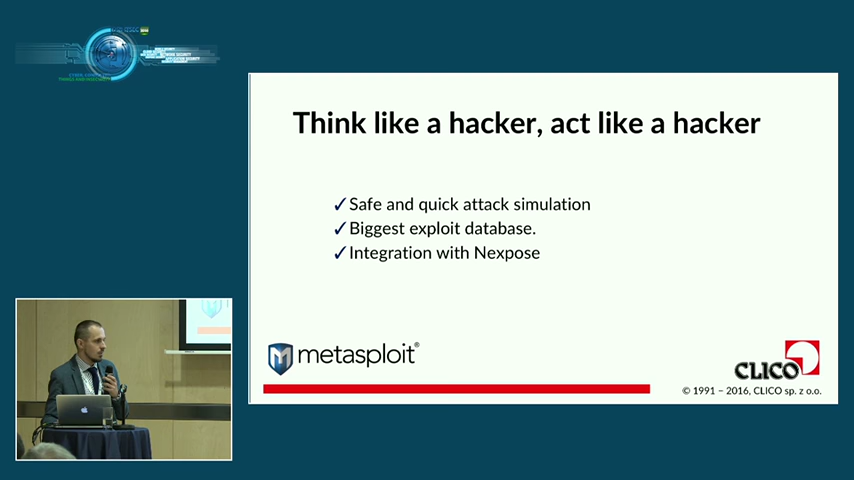 Think like a hacker, act like a hacker
✓Safe and quick attack simulation
✓Biggest exploit database.
✓Integration with Nexpose
metasploit®
CLICO
© 1991 – 2016, CLICO sp. z o.o.